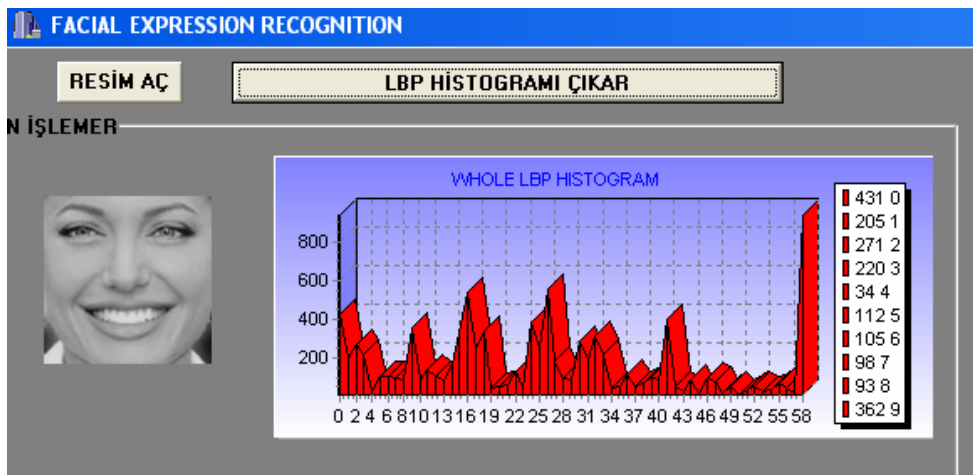 FACIAL EXPRESSION RECOGNITION
RESİM AÇ
LBP HİSTOGRAMI ÇIKAR
N İŞLEMER
WHOLE LBP HISTOGRAM
800
600
400
200
0 2 4 6 8 10 13 16 19 22 25 28 31 34 37 40 43 46 49 52 55 58
431 0
205 1
271 2
220 3
34 4
112 5
105 6
98 7
93 8
362 9